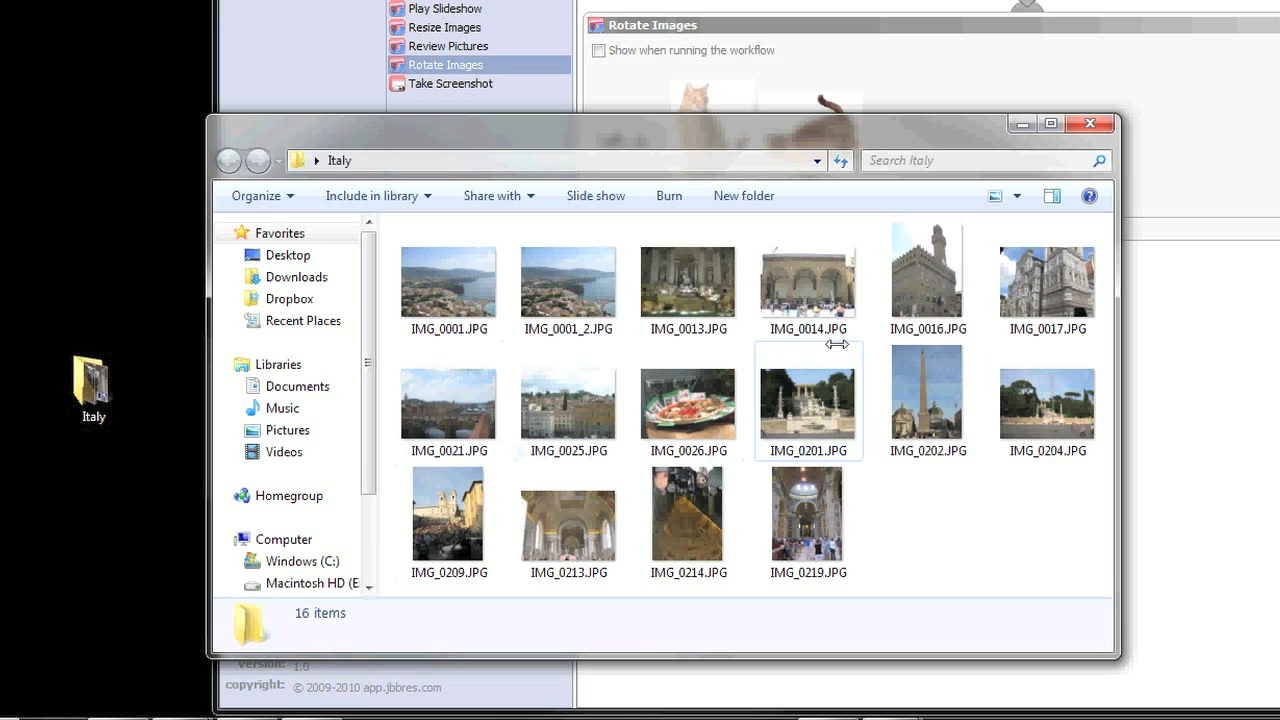 Play Slideshow
Resize Images
Review Pictures
Rotate Images
Take Screenshot
Rotate Images
Show when running the workflow
Italy
Search Italy
Organize
Include in library
Share with
Slide show
Burn
New folder
Favorites
Desktop
Downloads
Dropbox
Recent Places
Libraries
Documents
Music
Pictures
Videos
Homegroup
Computer
Windows (C:)
Macintosh HD (E
IMG_0001.JPG
IMG_0001_2.JPG
IMG_0013.JPG
IMG_0014.JPG
IMG_0016.JPG
IMG_0017.JPG
IMG_0021.JPG
IMG_0025.JPG
IMG_0026.JPG
IMG_0201.JPG
IMG_0202.JPG
IMG_0204.JPG
IMG_0209.JPG
IMG_0213.JPG
IMG_0214.JPG
IMG_0219.JPG
16 items
Italy
version: 1.0
copyright: © 2009-2010 app.jbbres.com